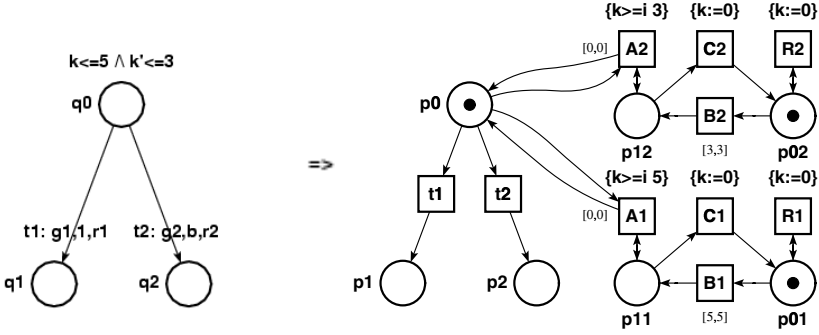 k<=5 /\ k'<=3
q0
t1: g1,1,r1
t2: g2,b,r2
q1
q2
=>
{k>=i 3}
{k:=0}
{k:=0}
[0,0]
A2
C2
R2
p0
B2
p12
[3,3]
p02
{k>=i 5}
{k:=0}
{k:=0}
t1
t2
[0,0]
A1
C1
R1
p1
p2
B1
p11
[5,5]
p01